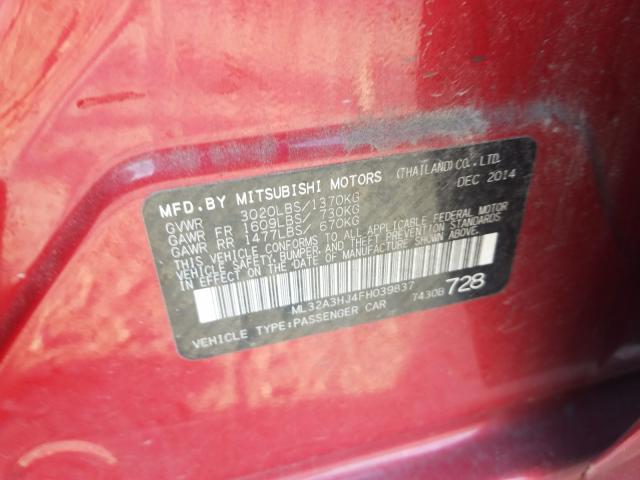 MFD.BY MITSUBISHI MOTORS (THAILAND) CO., LTD.
DEC 2014
GVWR 3020LBS/1370KG
GAWR FR 1609LBS/ 730KG
GAWR RR 1477LBS/ 670KG
THIS VEHICLE CONFORMS TO ALL APPLICABLE FEDERAL MOTOR
VEHICLE SAFETY, BUMPER, AND THEFT PREVENTION STANDARDS
IN EFFECT ON THE DATE OF MANUFACTURE SHOWN ABOVE.
ML32A3HJ4FH039837
VEHICLE TYPE:PASSENGER CAR 7430B 728